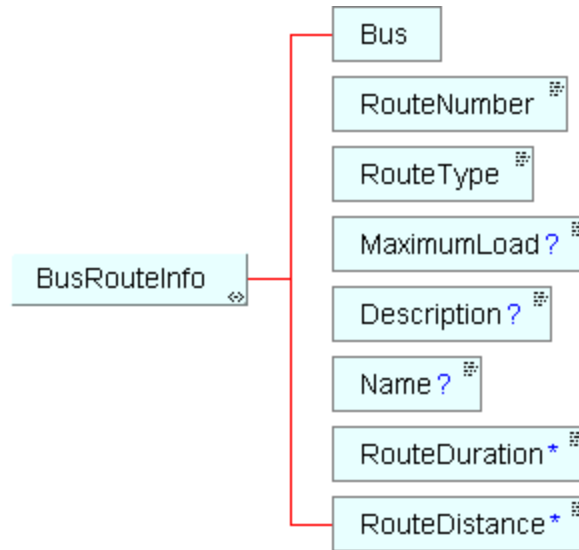 Bus
RouteNumber
RouteType
MaximumLoad?
BusRouteInfo
Description?
Name?
RouteDuration*
RouteDistance*